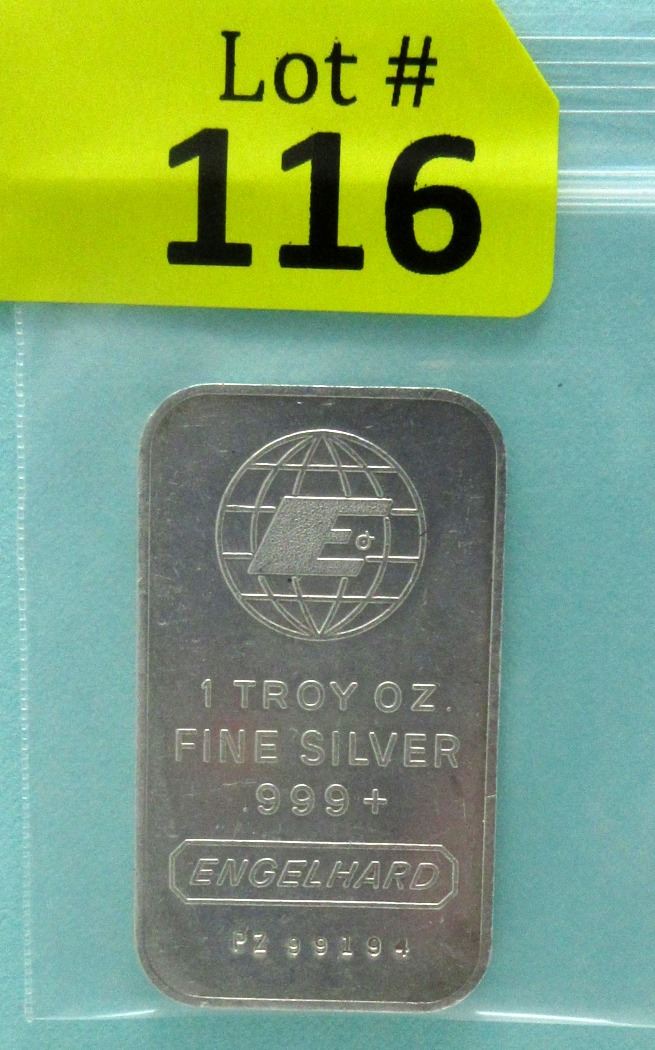 Lot #
116
E
1 TROY OZ.
FINE SILVER
.999+
ENGELHARD
PZ 99194